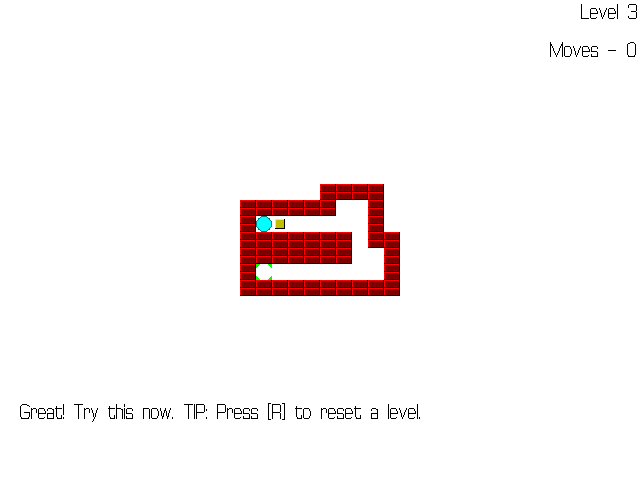 Level 3
Moves - 0
Great! Try this now. TIP: Press [R] to reset a level.